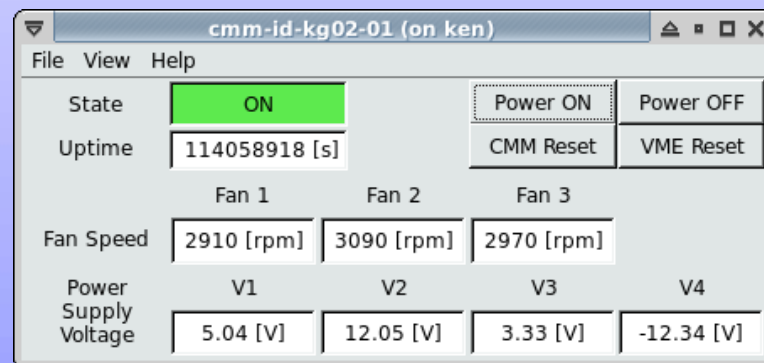 cmm-id-kg02-01 (on ken)
File View Help
State ON Power ON Power OFF
Uptime 114058918 [s] CMM Reset VME Reset
Fan 1 Fan 2 Fan 3
Fan Speed 2910 [rpm] 3090 [rpm] 2970 [rpm]
Power V1 V2 V3 V4
Supply
Voltage 5.04 [V] 12.05 [V] 3.33 [V] -12.34 [V]